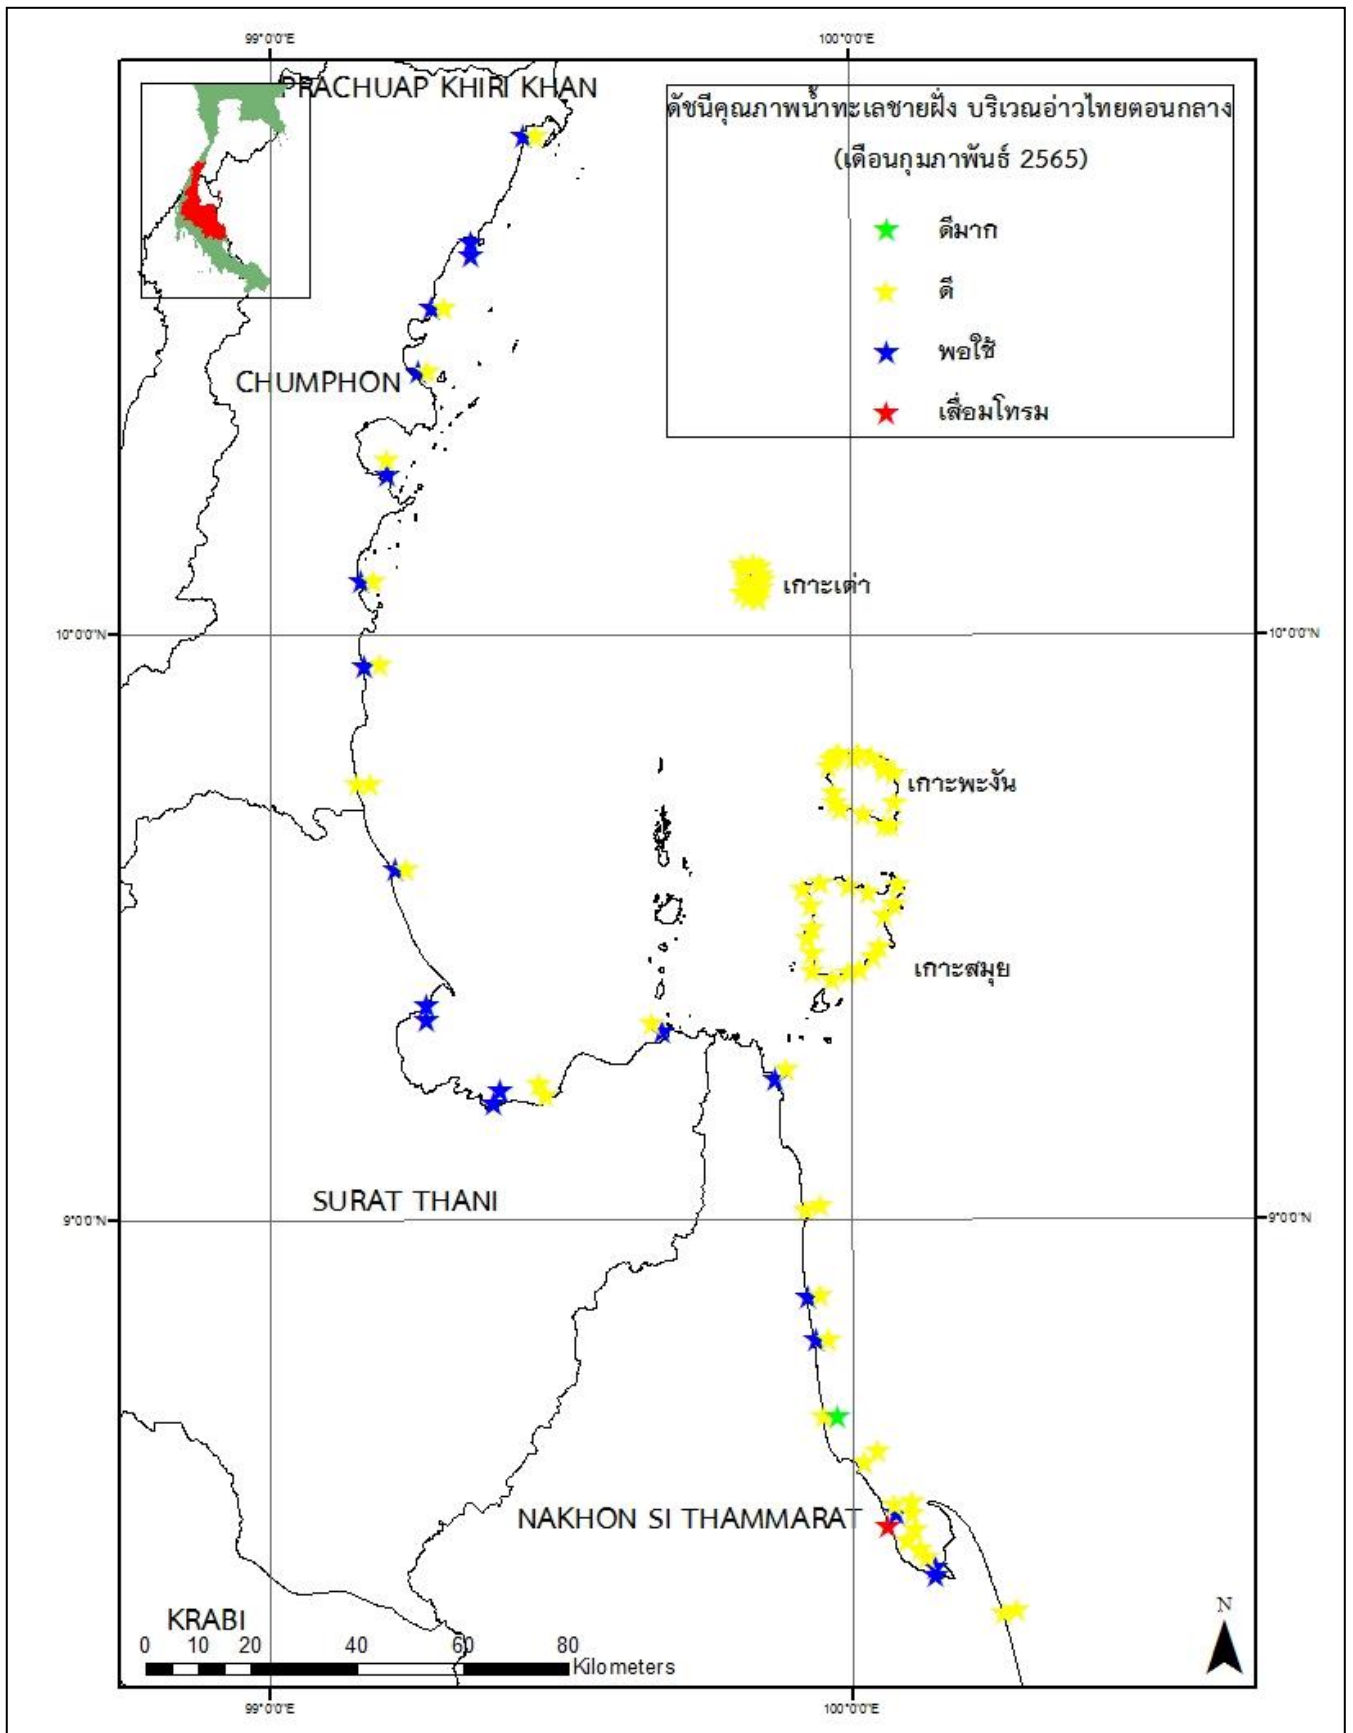 99°0'0"E
100°0'0"E
PRACHUAP KHIRI KHAN
ดัชนีคุณภาพน้ำทะเลชายฝั่ง บริเวณอ่าวไทยตอนกลาง
(เดือนกุมภาพันธ์ 2565)
ดีมาก
ดี
พอใช้
เสื่อมโทรม
CHUMPHON
เกาะเต่า
10°0'0"N
10°0'0"N
เกาะพะงัน
เกาะสมุย
SURAT THANI
9°0'0"N
9°0'0"N
NAKHON SI THAMMARAT
KRABI
N
0 10 20 40 60 80
Kilometers
99°0'0"E
100°0'0"E